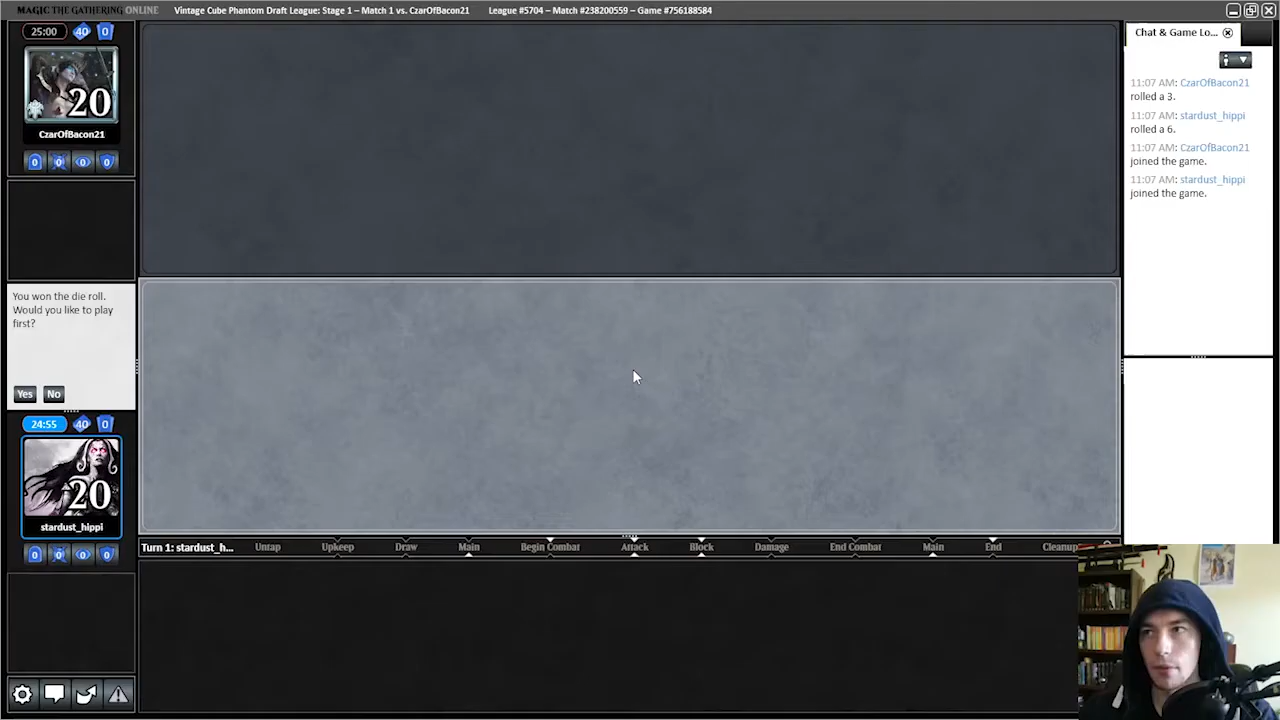 MAGIC THE GATHERING ONLINE Vintage Cube Phantom Draft League: Stage 1 – Match 1 vs. CzarOfBacon21 League #5704 – Match #238200559 – Game #756188584
25:00 40 0
20
CzarOfBacon21
0 0 0 0
You won the die roll.
Would you like to play
first?
Yes No
24:55 40 0
20
stardust_hippi
0 0 0 0
Turn 1: stardust_h... Untap Upkeep Draw Main Begin Combat Attack Block Damage End Combat Main End Cleanup
Chat & Game Lo...
11:07 AM: CzarOfBacon21
rolled a 3.
11:07 AM: stardust_hippi
rolled a 6.
11:07 AM: CzarOfBacon21
joined the game.
11:07 AM: stardust_hippi
joined the game.